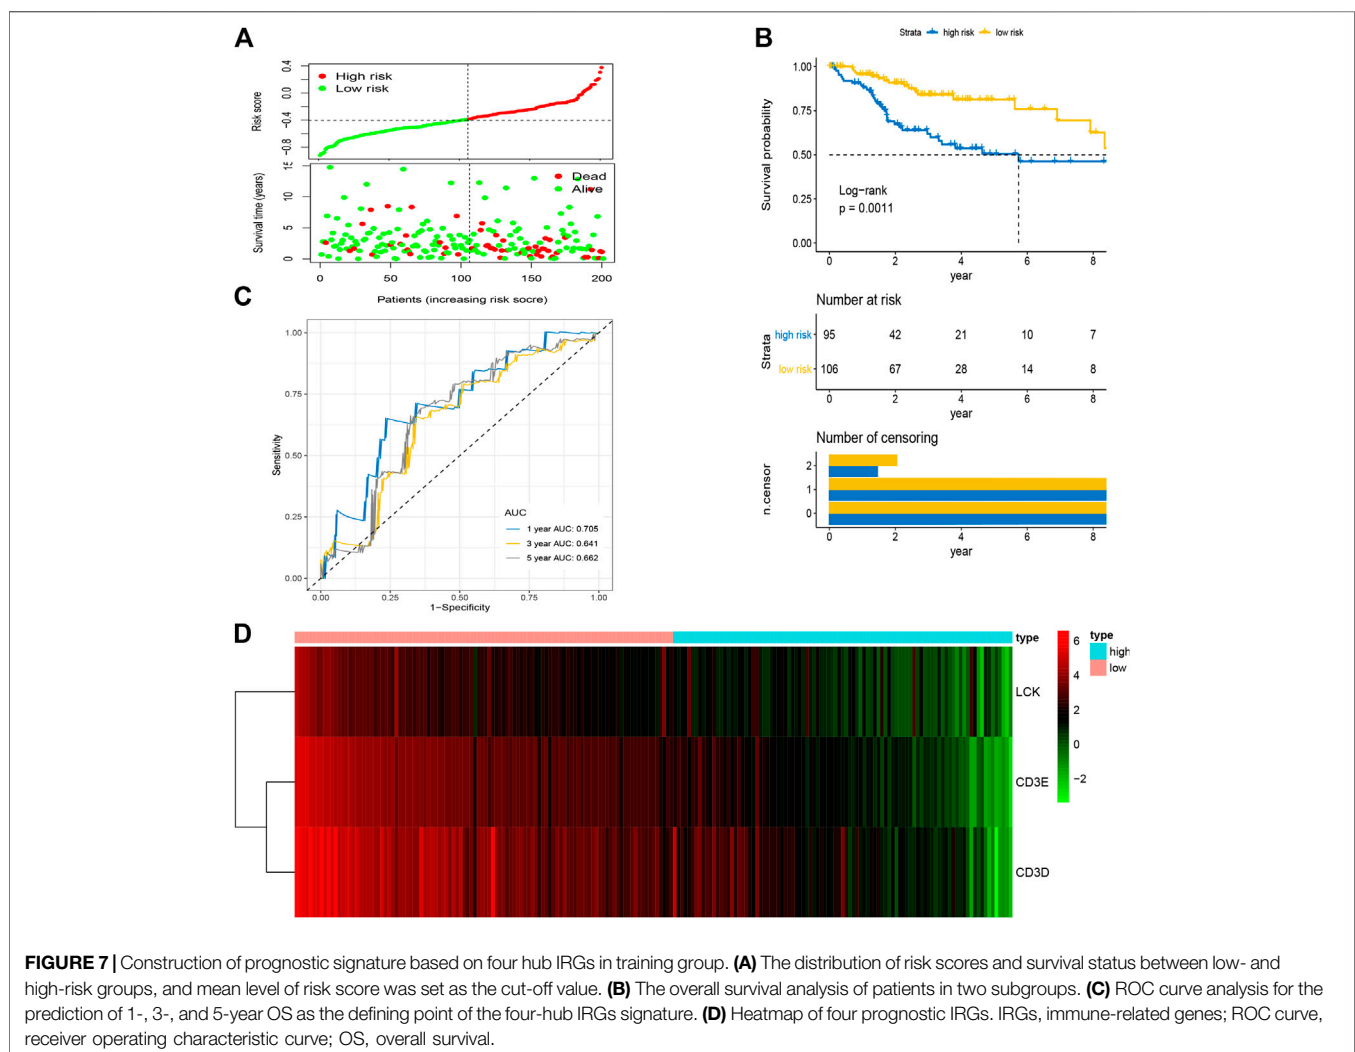 A
High risk
Low risk
Risk score
0.4
0.0
−0.4
−0.8
Dead
Alive
Survival time (years)
15
10
5
0
0 50 100 150 200
Patients (increasing risk socre)
B
Strata high risk low risk
Survival probability
1.00
0.75
0.50
0.25
0.00
Log−rank
p = 0.0011
0 2 4 6 8
year
Number at risk
Strata
high risk 95 42 21 10 7
low risk 106 67 28 14 8
0 2 4 6 8
year
Number of censoring
n.censor
2
1
0
0 2 4 6 8
year
C
Sensitivity
1.00
0.75
0.50
0.25
0.00
AUC
1 year AUC: 0.705
3 year AUC: 0.641
5 year AUC: 0.662
0.00 0.25 0.50 0.75 1.00
1−Specificity
D
type
LCK
CD3E
CD3D
6
4
2
0
−2
type
high
low
FIGURE 7 | Construction of prognostic signature based on four hub IRGs in training group. (A) The distribution of risk scores and survival status between low- and
high-risk groups, and mean level of risk score was set as the cut-off value. (B) The overall survival analysis of patients in two subgroups. (C) ROC curve analysis for the
prediction of 1-, 3-, and 5-year OS as the defining point of the four-hub IRGs signature. (D) Heatmap of four prognostic IRGs. IRGs, immune-related genes; ROC curve,
receiver operating characteristic curve; OS, overall survival.